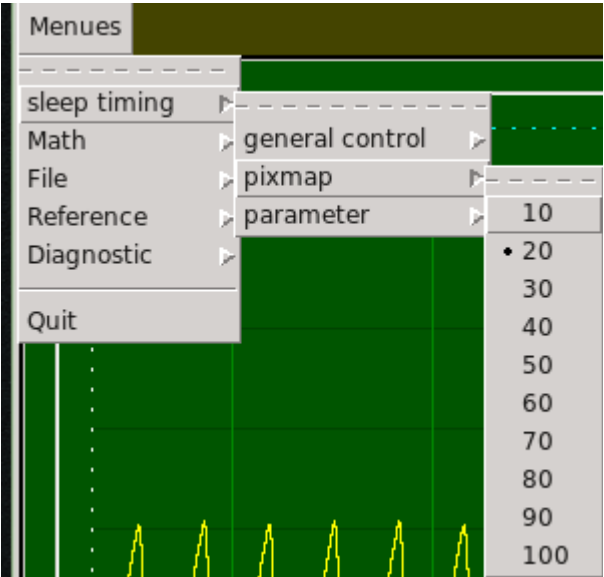 Menues
sleep timing
Math
File
Reference
Diagnostic
Quit
general control
pixmap
parameter
10
20
30
40
50
60
70
80
90
100